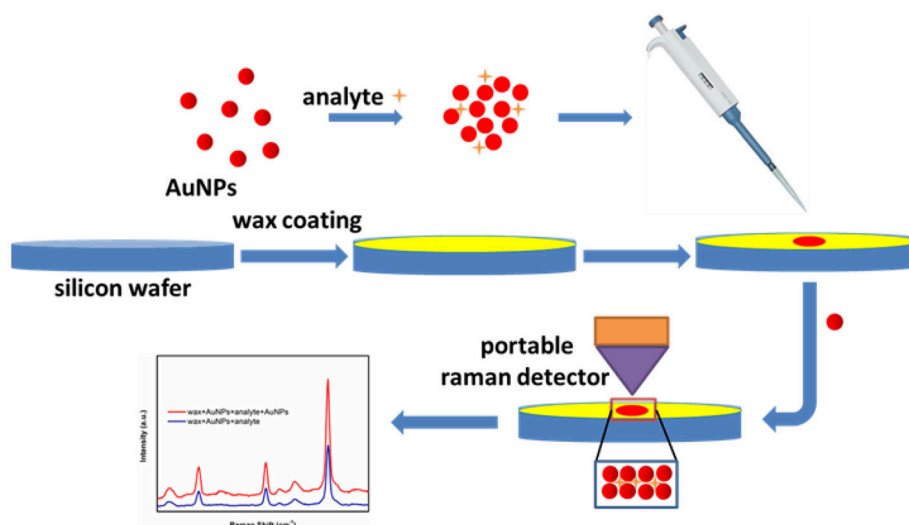 analyte
AuNPs
wax coating
silicon wafer
portable
raman detector
wax+AuNPs+analyte+AuNPs
wax+AuNPs+analyte
Intensity (a.u.)